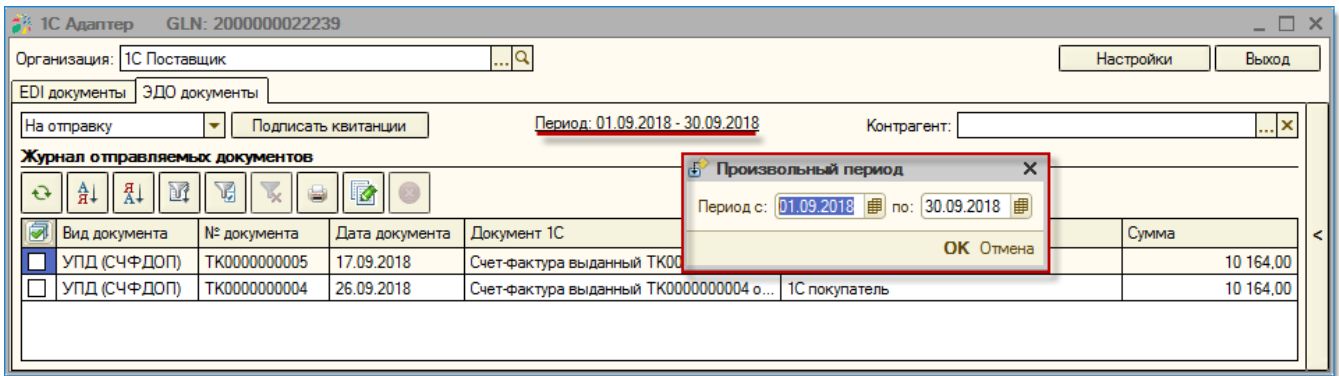 1С Адаптер GLN: 2000000022239
Организация: 1С Поставщик ... Настройки Выход
EDI документы ЭДО документы
На отправку Подписать квитанции Период: 01.09.2018 - 30.09.2018 Контрагент: ...
Журнал отправляемых документов
Произвольный период
Период с: 01.09.2018 по: 30.09.2018
OK Отмена
Вид документа № документа Дата документа Документ 1С Сумма <
УПД (СЧФДОП) ТК0000000005 17.09.2018 Счет-фактура выданный ТК00 10 164,00
УПД (СЧФДОП) ТК0000000004 26.09.2018 Счет-фактура выданный ТК0000000004 о... 1С покупатель 10 164,00